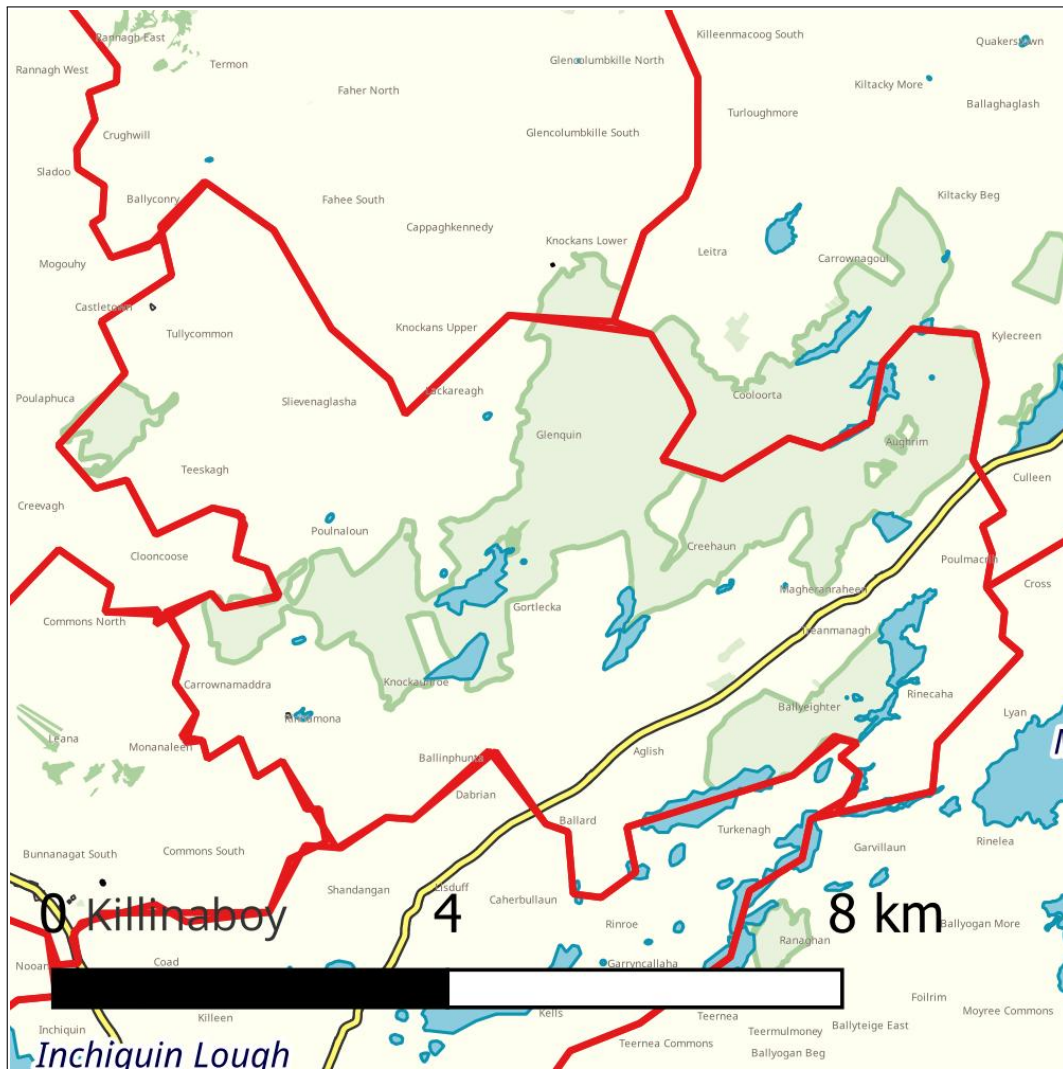 Killeenmacoog South
Rannagh East
Quakerstown
Termon
Glencolumbkille North
Rannagh West
Kiltacky More
Faher North
Ballaghaglash
Turloughmore
Crughwill
Glencolumbkille South
Sladoo
Ballyconry
Fahee South
Kiltacky Beg
Cappaghkennedy
Knockans Lower
Leitra
Carrownagoul
Mogouhy
Castletown
Tullycommon
Knockans Upper
Kylecreen
Lackareagh
Cooloorta
Poulaphuca
Slievenaglasha
Glenquin
Aughrim
Teeskagh
Culleen
Creevagh
Poulnaloun
Creehaun
Clooncoose
Poulmacan
Magheranraheen
Cross
Commons North
Gortlecka
Treanmanagh
Carrownamaddra
Knockaunroe
Rinecaha
Ballyeighter
Lyan
Rinnamona
Leana
Monanaleen
Aglish
Ballinphunta
Dabrian
Ballard
Turkenagh
Rinelea
Bunnanagat South
Commons South
Garvillaun
Shandangan
Lisduff
Caherbullaun
0 Killinaboy 4 8 km
Rinroe
Ballyogan More
Ranaghan
Nooan
Coad
Garryncallaha
Foilrim
Moyree Commons
Killeen
Kells
Teernea
Inchiquin
Teermulmoney
Ballyteige East
Teernea Commons
Ballyogan Beg
Inchiquin Lough